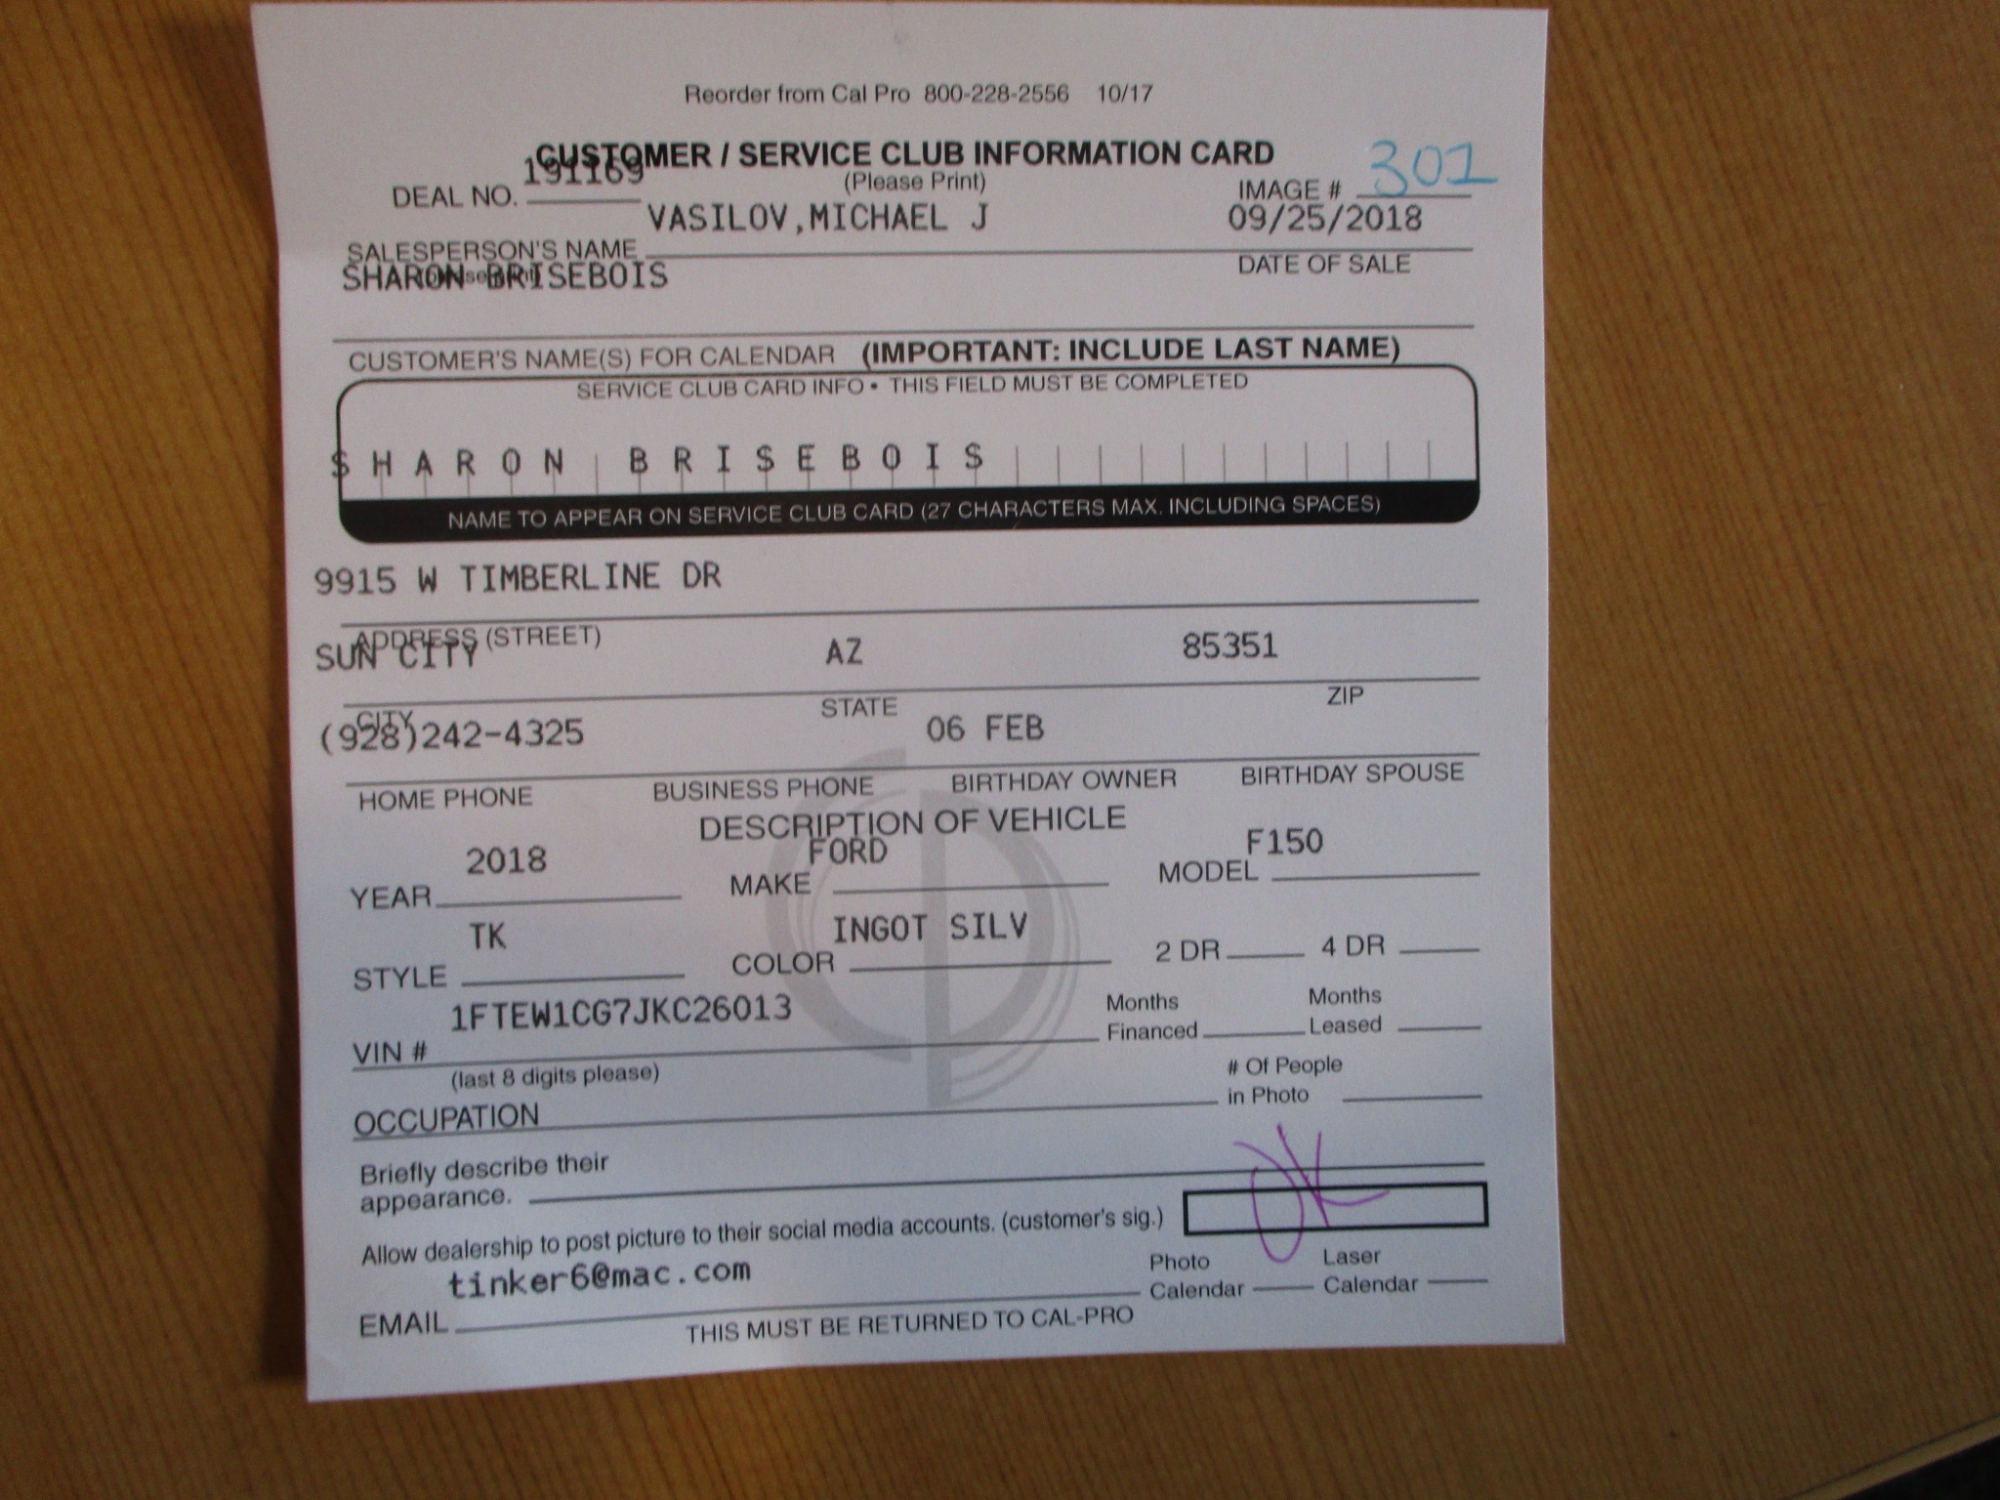 Reorder from Cal Pro 800-228-2556 10/17
CUSTOMER / SERVICE CLUB INFORMATION CARD
(Please Print)
DEAL NO. 191169
IMAGE # 301
VASILOV,MICHAEL J
09/25/2018
SALESPERSON'S NAME
DATE OF SALE
SHARON BRISEBOIS
CUSTOMER'S NAME(S) FOR CALENDAR (IMPORTANT: INCLUDE LAST NAME)
SERVICE CLUB CARD INFO • THIS FIELD MUST BE COMPLETED
SHARON BRISEBOIS
NAME TO APPEAR ON SERVICE CLUB CARD (27 CHARACTERS MAX. INCLUDING SPACES)
9915 W TIMBERLINE DR
ADDRESS (STREET)
SUN CITY AZ 85351
CITY STATE ZIP
(928)242-4325 06 FEB
HOME PHONE BUSINESS PHONE BIRTHDAY OWNER BIRTHDAY SPOUSE
DESCRIPTION OF VEHICLE
YEAR 2018 MAKE FORD MODEL F150
STYLE TK COLOR INGOT SILV 2 DR 4 DR
VIN # 1FTEW1CG7JKC26013 Months Financed Months Leased
(last 8 digits please)
# Of People in Photo
OCCUPATION
Briefly describe their
appearance.
Allow dealership to post picture to their social media accounts. (customer's sig.)
EMAIL tinker6@mac.com
Photo Calendar Laser Calendar
THIS MUST BE RETURNED TO CAL-PRO